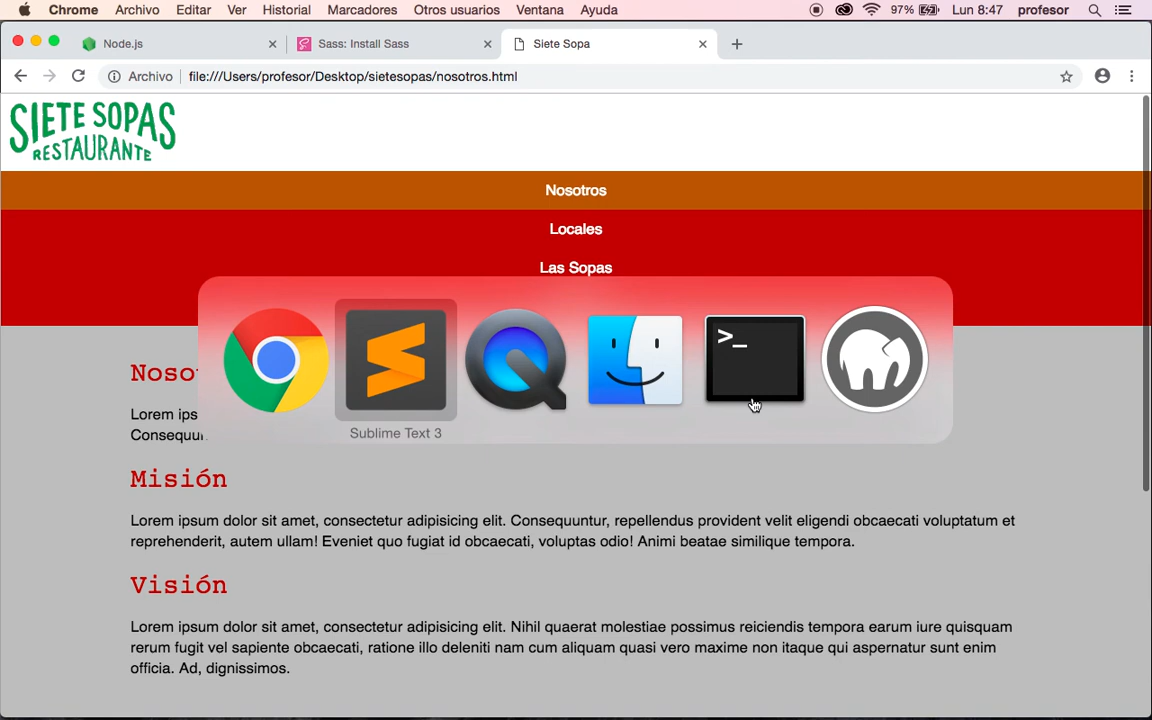 Chrome Archivo Editar Ver Historial Marcadores Otros usuarios Ventana Ayuda 97% Lun 8:47 profesor
Node.js Sass: Install Sass Siete Sopa
Archivo file:///Users/profesor/Desktop/sietesopas/nosotros.html
SIETE SOPAS
RESTAURANTE
Nosotros
Locales
Las Sopas
>_
Sublime Text 3
Lorem ips
Misión
Lorem ipsum dolor sit amet, consectetur adipisicing elit. Consequuntur, repellendus provident velit eligendi obcaecati voluptatum et
reprehenderit, autem ullam! Eveniet quo fugiat id obcaecati, voluptas odio! Animi beatae similique tempora.
Visión
Lorem ipsum dolor sit amet, consectetur adipisicing elit. Nihil quaerat molestiae possimus reiciendis tempora earum iure quisquam
rerum fugit vel sapiente obcaecati, ratione illo deleniti nam cum aliquam quasi vero maxime non itaque qui aspernatur sunt enim
officia. Ad, dignissimos.